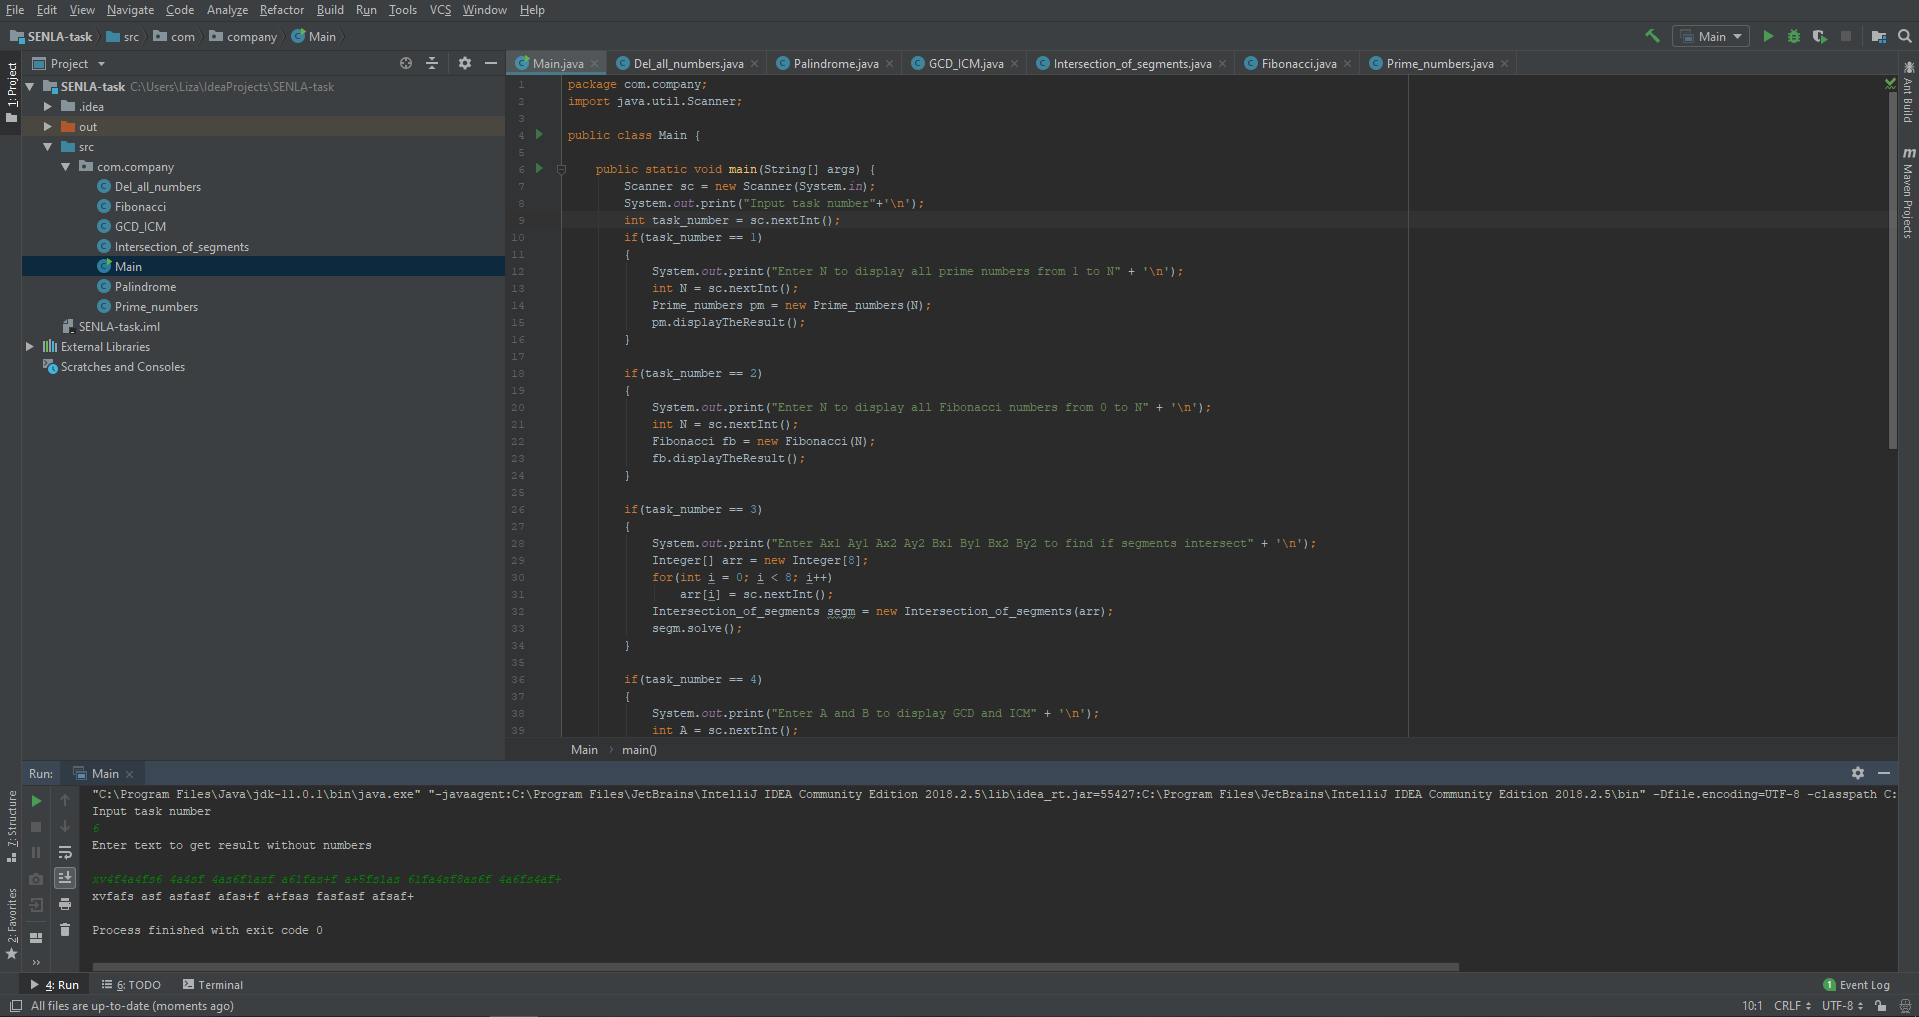 File Edit View Navigate Code Analyze Refactor Build Run Tools VCS Window Help
SENLA-task src com company Main
Main
1: Project
Project
SENLA-task C:\Users\Liza\IdeaProjects\SENLA-task
.idea
out
src
com.company
Del_all_numbers
Fibonacci
GCD_ICM
Intersection_of_segments
Main
Palindrome
Prime_numbers
SENLA-task.iml
External Libraries
Scratches and Consoles
Main.java Del_all_numbers.java Palindrome.java GCD_ICM.java Intersection_of_segments.java Fibonacci.java Prime_numbers.java
1 package com.company;
2 import java.util.Scanner;
3
4 public class Main {
5
6 public static void main(String[] args) {
7 Scanner sc = new Scanner(System.in);
8 System.out.print("Input task number"+'\n');
9 int task_number = sc.nextInt();
10 if(task_number == 1)
11 {
12 System.out.print("Enter N to display all prime numbers from 1 to N" + '\n');
13 int N = sc.nextInt();
14 Prime_numbers pm = new Prime_numbers(N);
15 pm.displayTheResult();
16 }
17
18 if(task_number == 2)
19 {
20 System.out.print("Enter N to display all Fibonacci numbers from 0 to N" + '\n');
21 int N = sc.nextInt();
22 Fibonacci fb = new Fibonacci(N);
23 fb.displayTheResult();
24 }
25
26 if(task_number == 3)
27 {
28 System.out.print("Enter Ax1 Ay1 Ax2 Ay2 Bx1 By1 Bx2 By2 to find if segments intersect" + '\n');
29 Integer[] arr = new Integer[8];
30 for(int i = 0; i < 8; i++)
31 arr[i] = sc.nextInt();
32 Intersection_of_segments segm = new Intersection_of_segments(arr);
33 segm.solve();
34 }
35
36 if(task_number == 4)
37 {
38 System.out.print("Enter A and B to display GCD and ICM" + '\n');
39 int A = sc.nextInt();
Main main()
Ant Build
m Maven Projects
Run: Main
"C:\Program Files\Java\jdk-11.0.1\bin\java.exe" "-javaagent:C:\Program Files\JetBrains\IntelliJ IDEA Community Edition 2018.2.5\lib\idea_rt.jar=55427:C:\Program Files\JetBrains\IntelliJ IDEA Community Edition 2018.2.5\bin" -Dfile.encoding=UTF-8 -classpath C:
Input task number
6
Enter text to get result without numbers
xv4f4a4fs6 4a4sf 4as6f1asf a61fas+f a+5fs1as 61fa4sf8as6f 4a6fs4af+
xvfafs asf asfasf afas+f a+fsas fasfasf afsaf+
Process finished with exit code 0
7: Structure
2: Favorites
4: Run 6: TODO Terminal
1 Event Log
All files are up-to-date (moments ago)
10:1 CRLF UTF-8